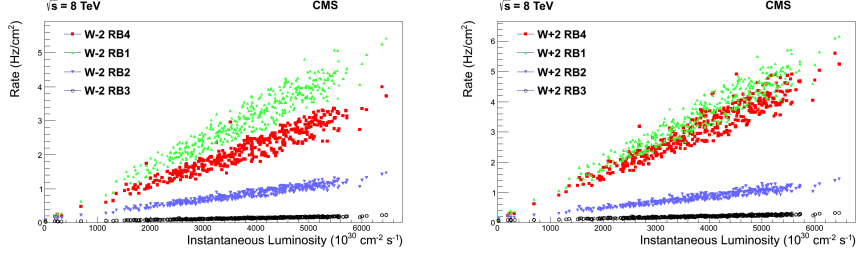 √s = 8 TeV CMS
W-2 RB4
W-2 RB1
W-2 RB2
W-2 RB3
Rate (Hz/cm²)
5
4
3
2
1
0
0 1000 2000 3000 4000 5000 6000
Instantaneous Luminosity (10³⁰ cm⁻² s⁻¹)
√s = 8 TeV CMS
W+2 RB4
W+2 RB1
W+2 RB2
W+2 RB3
Rate (Hz/cm²)
6
5
4
3
2
1
0
0 1000 2000 3000 4000 5000 6000
Instantaneous Luminosity (10³⁰ cm⁻² s⁻¹)